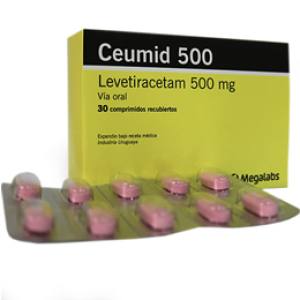 Ceumid 500
Levetiracetam 500 mg
Vía oral
30 comprimidos recubiertos
Expendio bajo receta médica
Industria Uruguaya
Megalabs